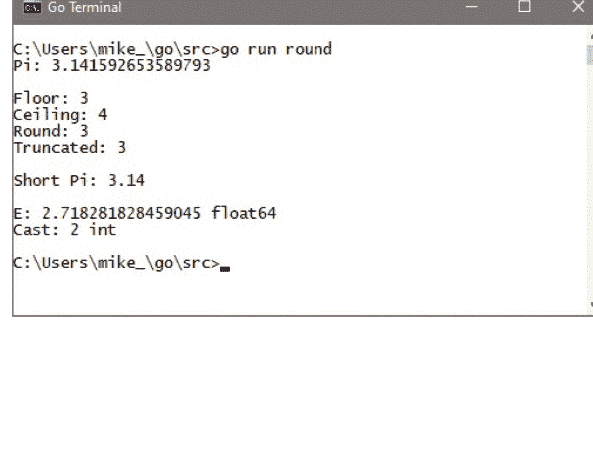 Go Terminal
C:\Users\mike_\go\src>go run round
Pi: 3.141592653589793
Floor: 3
Ceiling: 4
Round: 3
Truncated: 3
Short Pi: 3.14
E: 2.718281828459045 float64
Cast: 2 int
C:\Users\mike_\go\src>